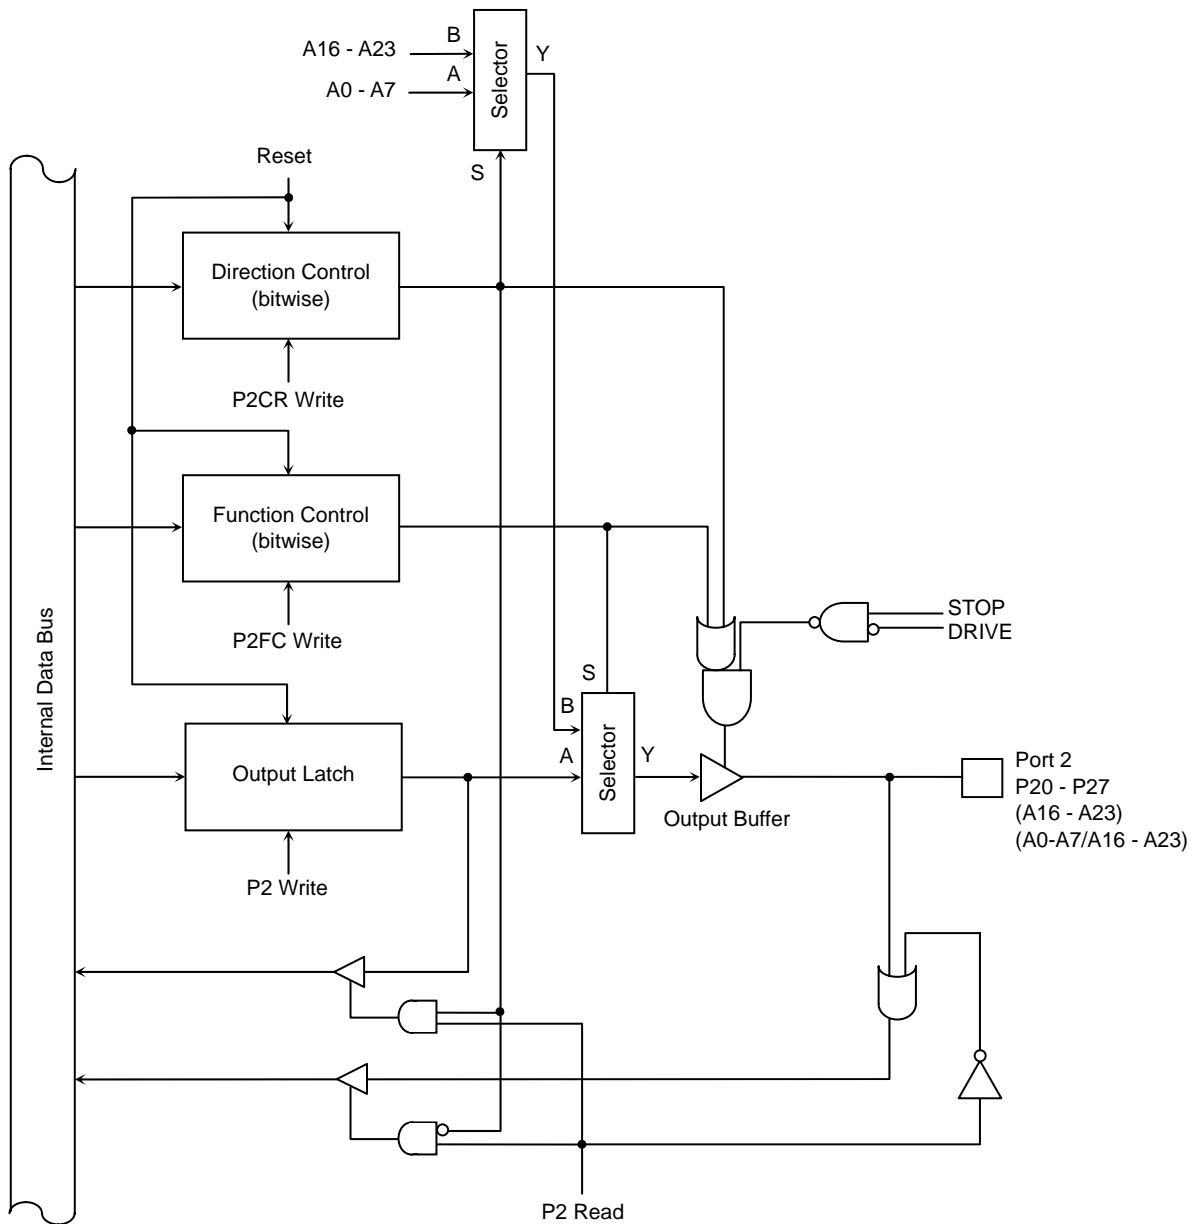 B
A16 - A23
Y
A
A0 - A7
Selector
Reset
S
Direction Control
(bitwise)
P2CR Write
Function Control
(bitwise)
P2FC Write
STOP
DRIVE
Internal Data Bus
S
B
A
Selector
Y
Output Latch
Output Buffer
Port 2
P20 - P27
(A16 - A23)
(A0-A7/A16 - A23)
P2 Write
P2 Read